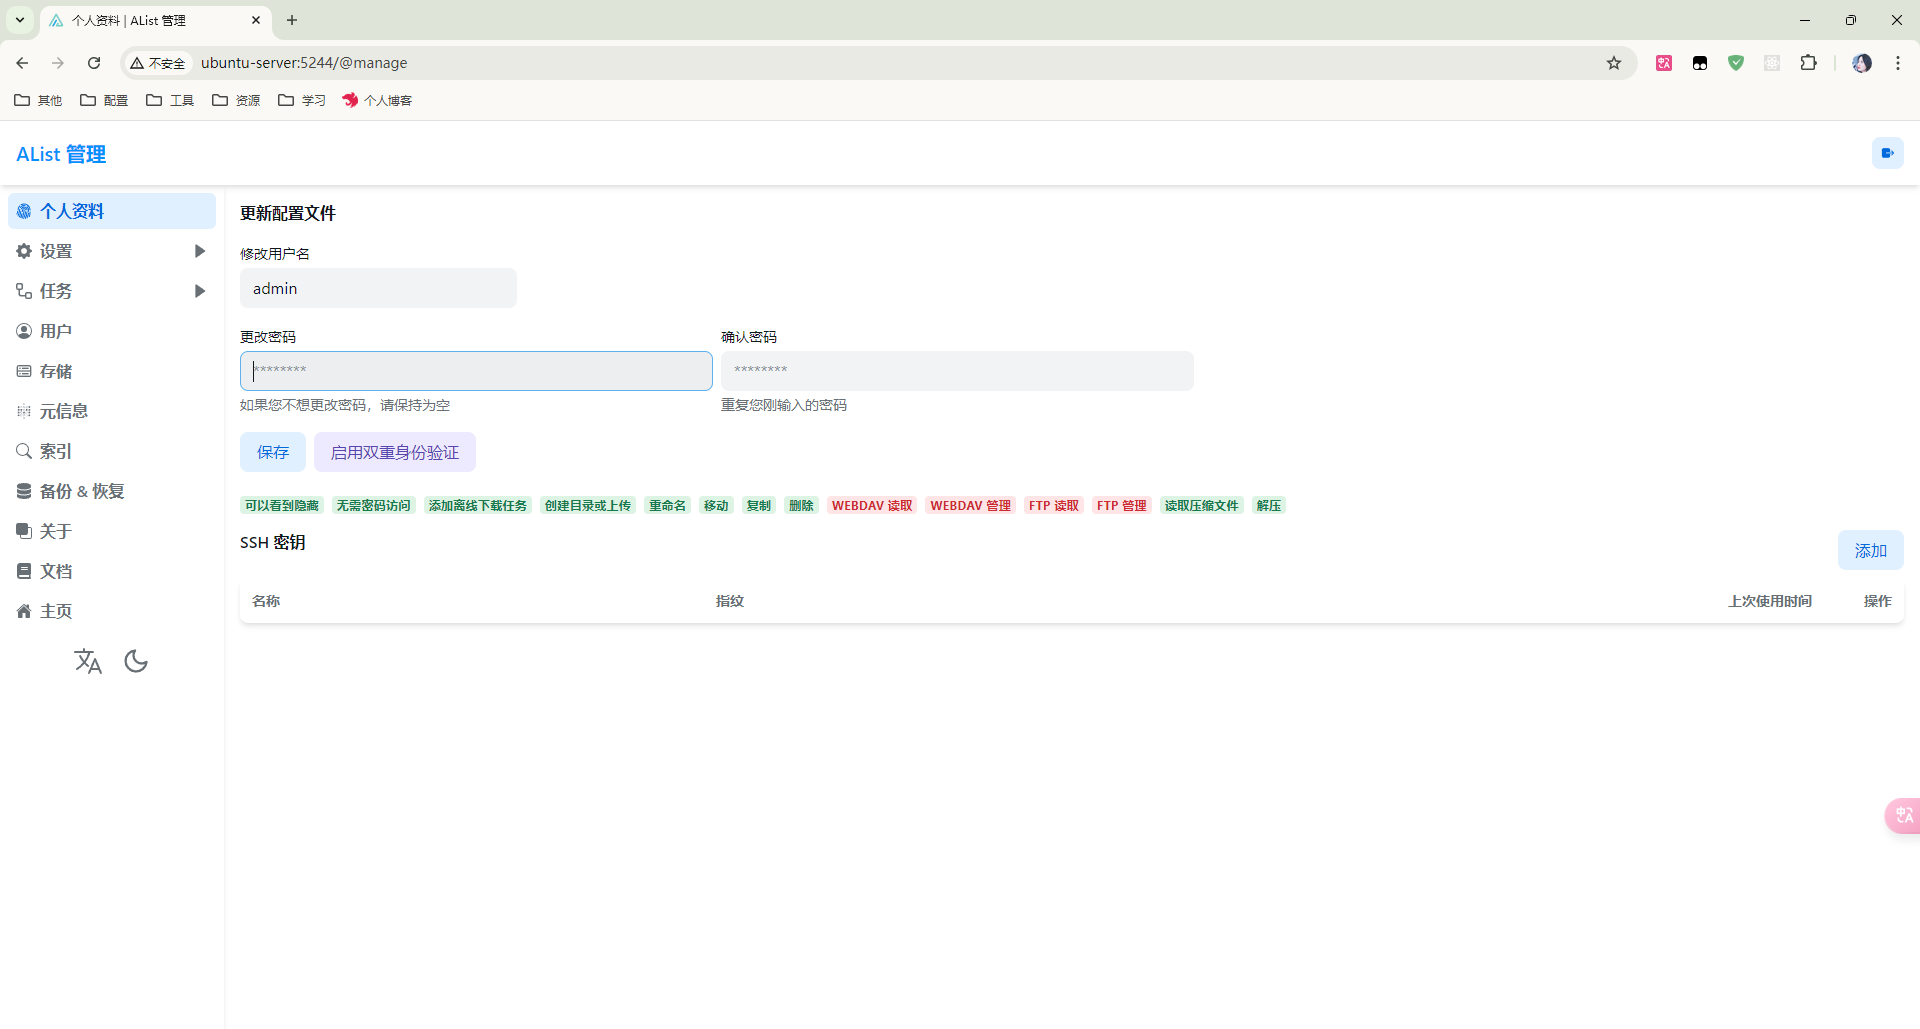 个人资料 | AList 管理
不安全
ubuntu-server:5244/@manage
其他
配置
工具
资源
学习
个人博客
AList 管理
个人资料
设置
任务
用户
存储
元信息
索引
备份 & 恢复
关于
文档
主页
更新配置文件
修改用户名
admin
更改密码
确认密码
********
********
如果您不想更改密码，请保持为空
重复您刚输入的密码
保存
启用双重身份验证
可以看到隐藏 无需密码访问 添加离线下载任务 创建目录或上传 重命名 移动 复制 删除 WEBDAV 读取 WEBDAV 管理 FTP 读取 FTP 管理 读取压缩文件 解压
SSH 密钥
添加
名称
指纹
上次使用时间
操作